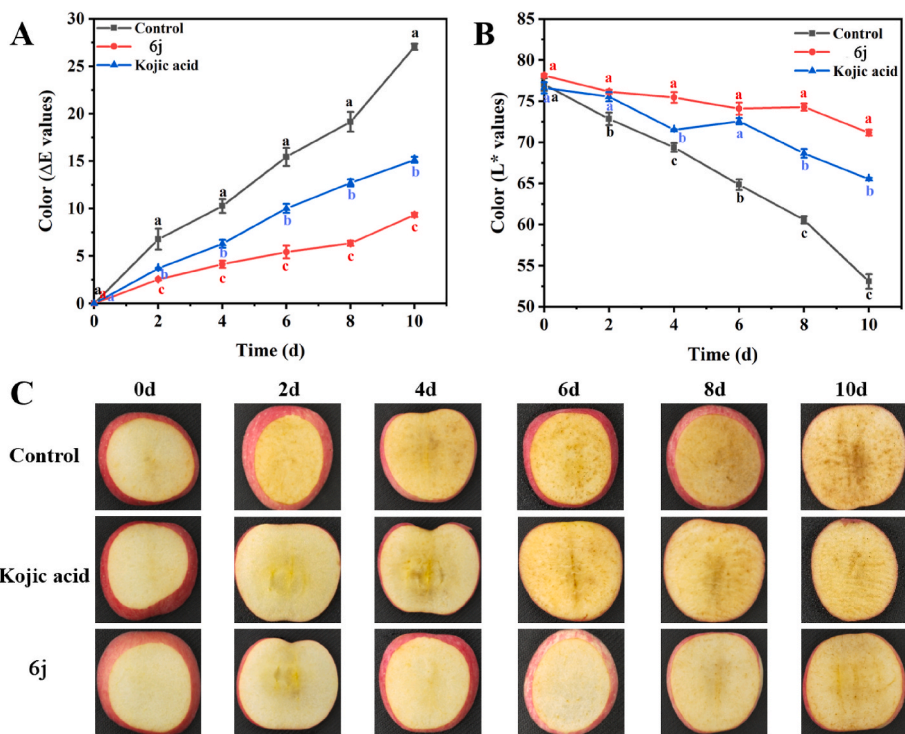 A
Control
6j
Kojic acid
Color (ΔE values)
30
25
20
15
10
5
0
a
a
a
a
a
a
b
b
b
b
b
c
c
c
c
c
a
a
0
2
4
6
8
10
Time (d)
B
Control
6j
Kojic acid
Color (L* values)
85
80
75
70
65
60
55
50
a
a
a
a
a
a
a
a
a
a
b
b
b
b
b
c
c
c
0
2
4
6
8
10
Time (d)
C
0d
2d
4d
6d
8d
10d
Control
Kojic acid
6j